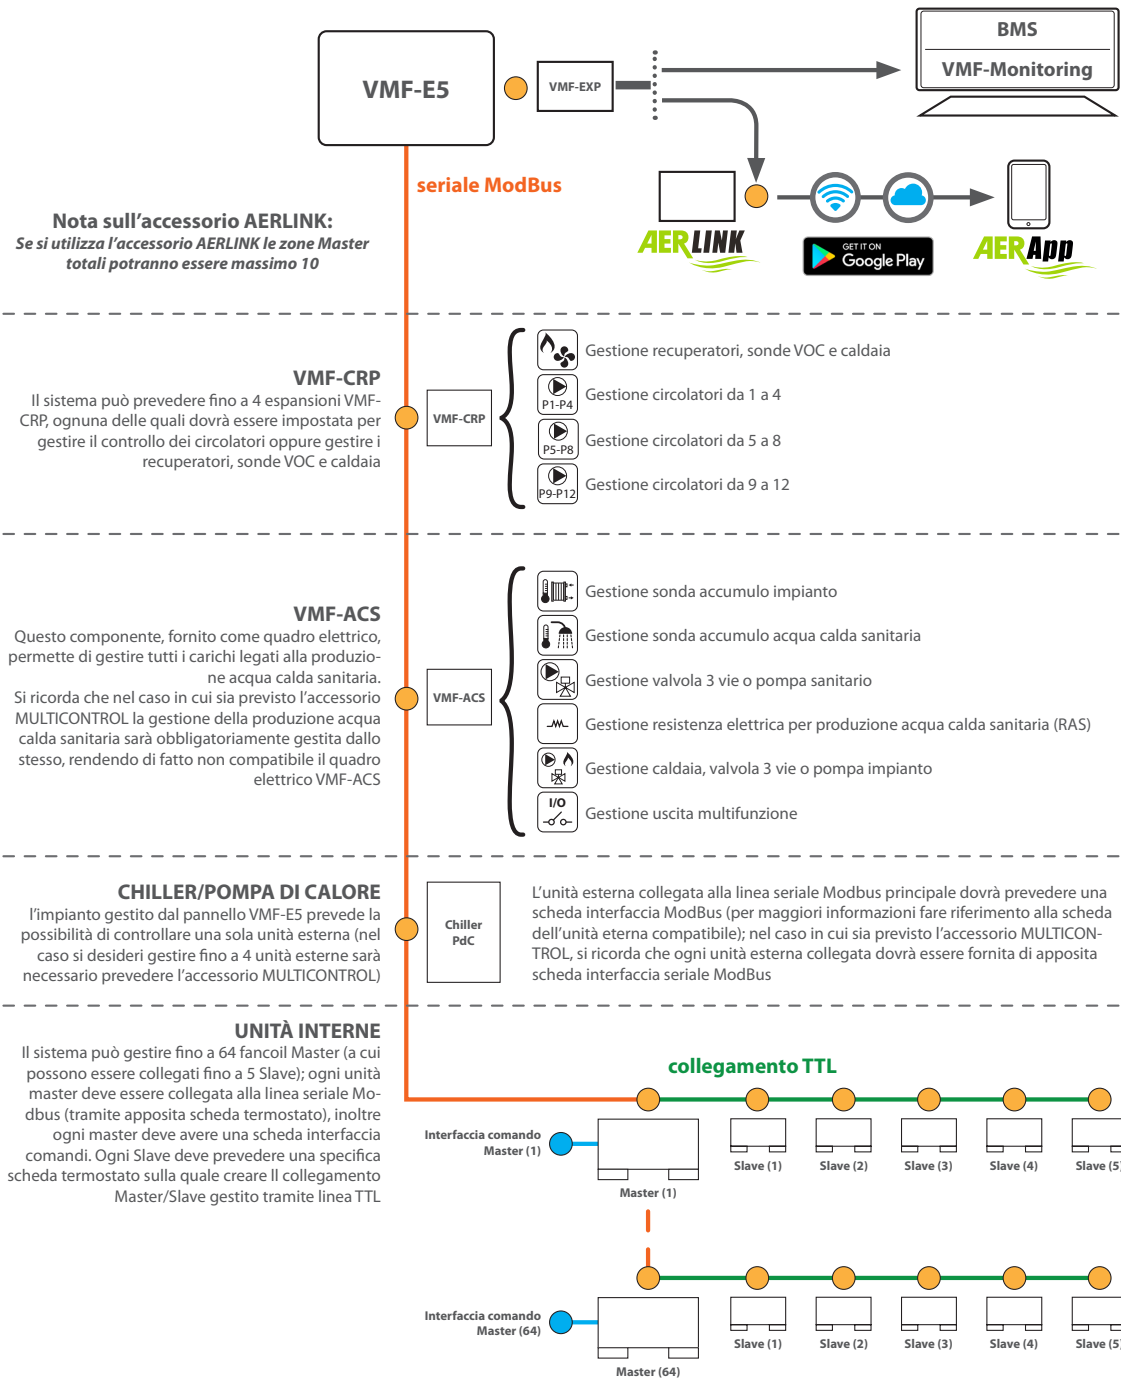 VMF-E5
VMF-EXP
BMS
VMF-Monitoring
seriale ModBus
AERLINK
GET IT ON
Google Play
AERApp
Nota sull'accessorio AERLINK:
Se si utilizza l'accessorio AERLINK le zone Master
totali potranno essere massimo 10
VMF-CRP
Il sistema può prevedere fino a 4 espansioni VMF-
CRP, ognuna delle quali dovrà essere impostata per
gestire il controllo dei circolatori oppure gestire i
recuperatori, sonde VOC e caldaia
VMF-CRP
Gestione recuperatori, sonde VOC e caldaia
P1-P4
Gestione circolatori da 1 a 4
P5-P8
Gestione circolatori da 5 a 8
P9-P12
Gestione circolatori da 9 a 12
VMF-ACS
Questo componente, fornito come quadro elettrico,
permette di gestire tutti i carichi legati alla produzio-
ne acqua calda sanitaria.
Si ricorda che nel caso in cui sia previsto l'accessorio
MULTICONTROL la gestione della produzione acqua
calda sanitaria sarà obbligatoriamente gestita dallo
stesso, rendendo di fatto non compatibile il quadro
elettrico VMF-ACS
VMF-ACS
Gestione sonda accumulo impianto
Gestione sonda accumulo acqua calda sanitaria
Gestione valvola 3 vie o pompa sanitario
Gestione resistenza elettrica per produzione acqua calda sanitaria (RAS)
Gestione caldaia, valvola 3 vie o pompa impianto
I/O
Gestione uscita multifunzione
CHILLER/POMPA DI CALORE
l'impianto gestito dal pannello VMF-E5 prevede la
possibilità di controllare una sola unità esterna (nel
caso si desideri gestire fino a 4 unità esterne sarà
necessario prevedere l'accessorio MULTICONTROL)
Chiller
PdC
L'unità esterna collegata alla linea seriale Modbus principale dovrà prevedere una
scheda interfaccia ModBus (per maggiori informazioni fare riferimento alla scheda
dell'unità eterna compatibile); nel caso in cui sia previsto l'accessorio MULTICON-
TROL, si ricorda che ogni unità esterna collegata dovrà essere fornita di apposita
scheda interfaccia seriale ModBus
UNITÀ INTERNE
Il sistema può gestire fino a 64 fancoil Master (a cui
possono essere collegati fino a 5 Slave); ogni unità
master deve essere collegata alla linea seriale Mo-
dbus (tramite apposita scheda termostato), inoltre
ogni master deve avere una scheda interfaccia
comandi. Ogni Slave deve prevedere una specifica
scheda termostato sulla quale creare Il collegamento
Master/Slave gestito tramite linea TTL
collegamento TTL
Interfaccia comando
Master (1)
Master (1)
Slave (1)
Slave (2)
Slave (3)
Slave (4)
Slave (5)
Interfaccia comando
Master (64)
Master (64)
Slave (1)
Slave (2)
Slave (3)
Slave (4)
Slave (5)